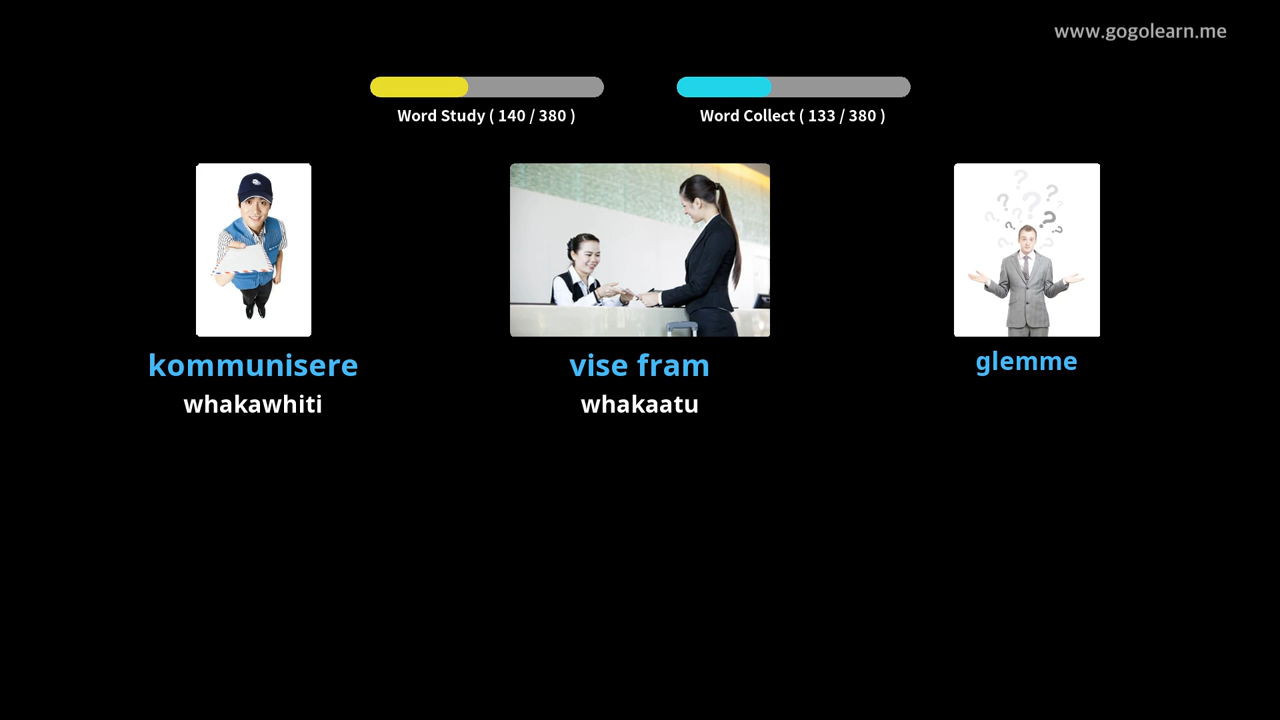 www.gogolearn.me
Word Study ( 140 / 380 )
Word Collect ( 133 / 380 )
kommunisere
whakawhiti
vise fram
whakaatu
glemme